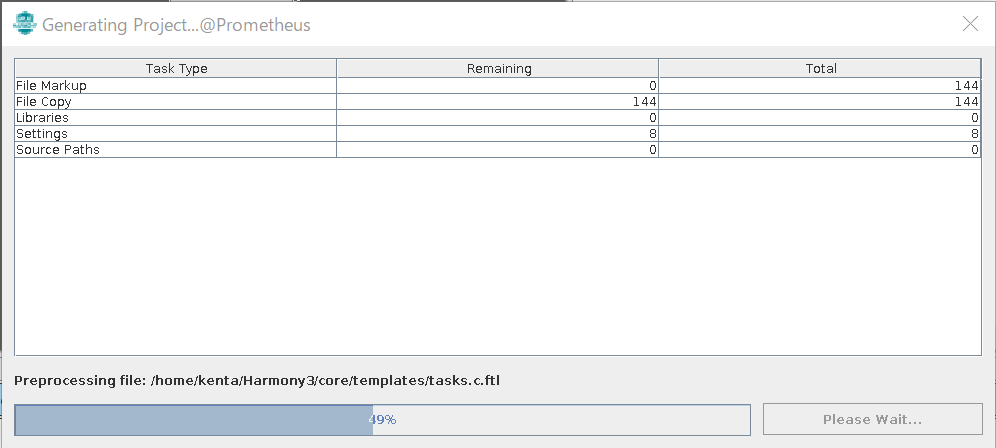 Generating Project...@Prometheus
Task Type Remaining Total
File Markup 0 144
File Copy 144 144
Libraries 0 0
Settings 8 8
Source Paths 0 0
Preprocessing file: /home/kenta/Harmony3/core/templates/tasks.c.ftl
49% Please Wait...